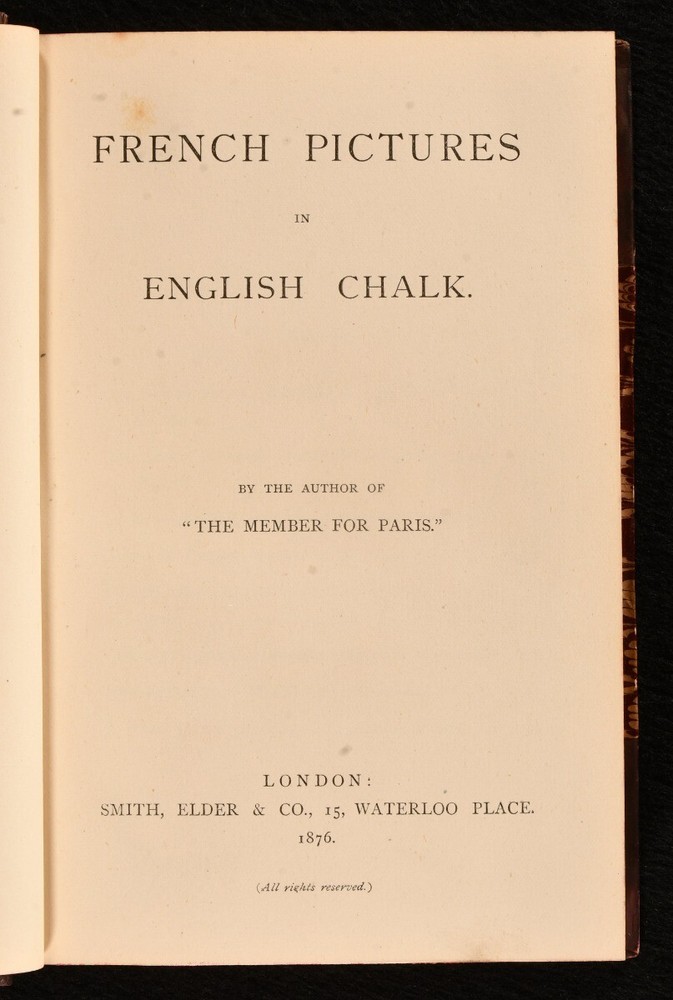 FRENCH PICTURES
IN
ENGLISH CHALK.
BY THE AUTHOR OF
“THE MEMBER FOR PARIS.”
LONDON:
SMITH, ELDER & CO., 15, WATERLOO PLACE.
1876.
(All rights reserved.)